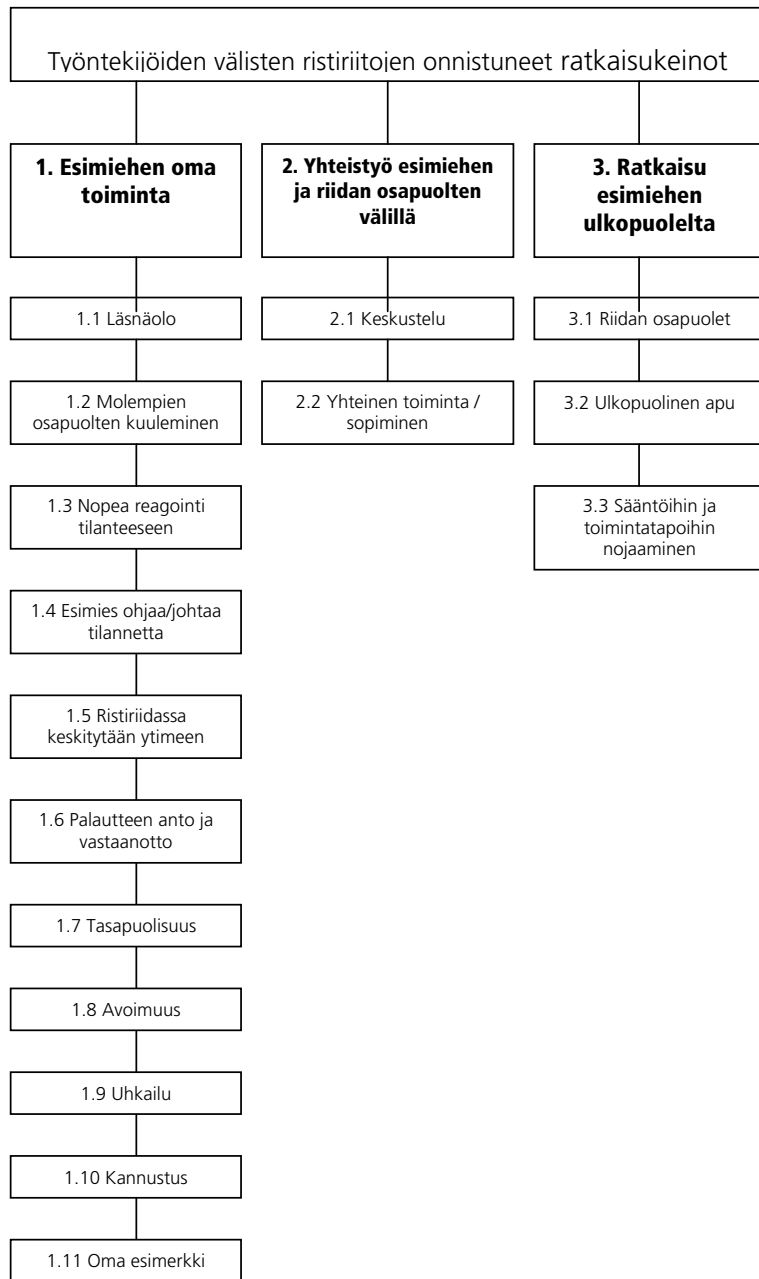 Työntekijöiden välisten ristiriitojen onnistuneet ratkaisukeinot
1. Esimiehen oma
toiminta
1.1 Läsnäolo
1.2 Molempien
osapuolten kuuleminen
1.3 Nopea reagointi
tilanteeseen
1.4 Esimies ohjaa/johtaa
tilannetta
1.5 Ristiriidassa
keskitytään ytimeen
1.6 Palautteen anto ja
vastaanotto
1.7 Tasapuolisuus
1.8 Avoimuus
1.9 Uhkailu
1.10 Kannustus
1.11 Oma esimerkki
2. Yhteistyö esimiehen
ja riidan osapuolten
välillä
2.1 Keskustelu
2.2 Yhteinen toiminta /
sopiminen
3. Ratkaisu
esimiehen
ulkopuolelta
3.1 Riidan osapuolet
3.2 Ulkopuolinen apu
3.3 Sääntöihin ja
toimintatapoihin
nojaaminen